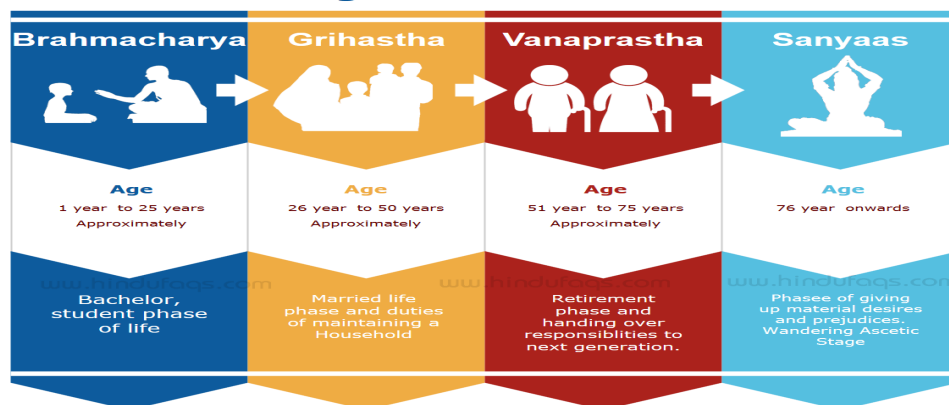 Brahmacharya
Grihastha
Vanaprastha
Sanyaas
Age
1 year to 25 years
Approximately
Age
26 year to 50 years
Approximately
Age
51 year to 75 years
Approximately
Age
76 year onwards
www.hindufaqs.com
www.hindufaqs.com
www.hindufaqs.com
Bachelor,
student phase
of life
Married life
phase and duties
of maintaining a
Household
Retirement
phase and
handing over
responsiblities to
next generation.
Phasee of giving
up material desires
and prejudices.
Wandering Ascetic
Stage